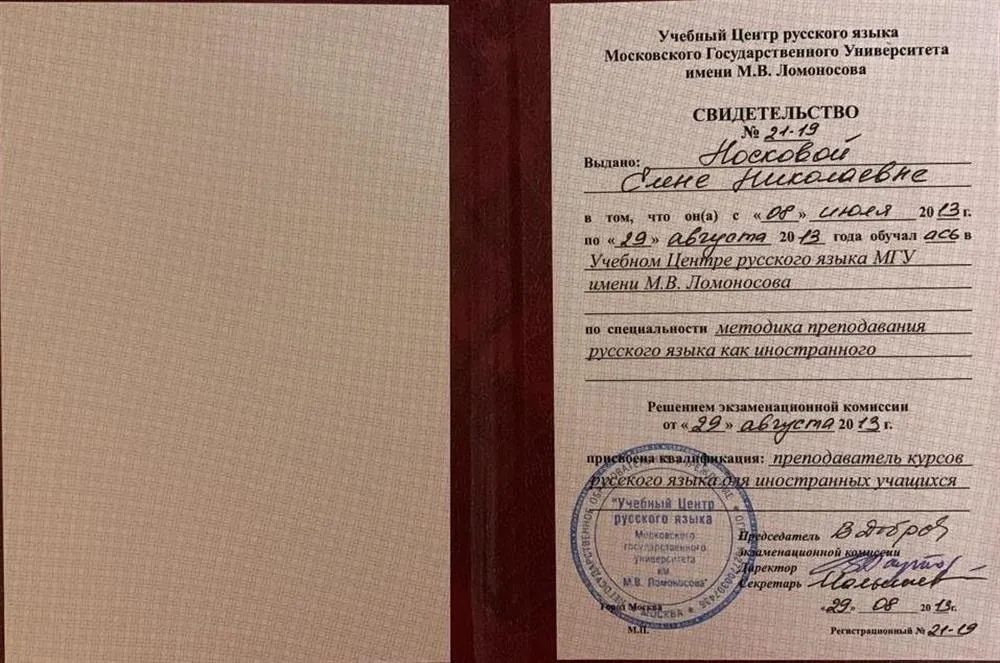 Учебный Центр русского языка
Московского Государственного Университета
имени М.В. Ломоносова
СВИДЕТЕЛЬСТВО
№ 21-19
Выдано: Носковой
Елене Николаевне
в том, что он(а) с «08» июля 2013 г.
по «29» августа 2013 года обучалась в
Учебном Центре русского языка МГУ
имени М.В. Ломоносова
по специальности методика преподавания
русского языка как иностранного
Решением экзаменационной комиссии
от «29» августа 2013 г.
присвоена квалификация: преподаватель курсов
русского языка для иностранных учащихся
"Учебный Центр
русского языка
Московского
государственного
университета
им.
М.В. Ломоносова"
МОСКВА
Председатель
экзаменационной комиссии
Директор
Секретарь
«29» 08 2013г.
Город Москва
М.П.
Регистрационный № 21-19